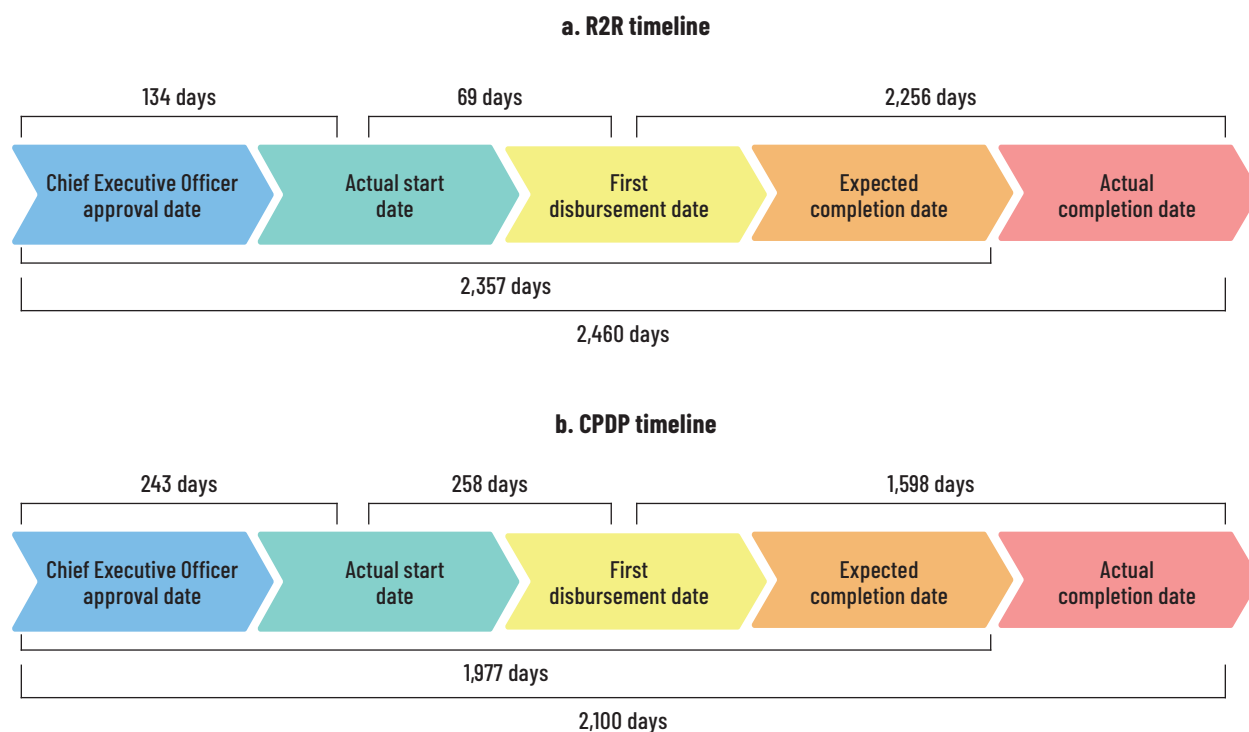 a. R2R timeline
134 days
69 days
2,256 days
Chief Executive Officer
approval date
Actual start
date
First
disbursement date
Expected
completion date
Actual
completion date
2,357 days
2,460 days
b. CPDP timeline
243 days
258 days
1,598 days
Chief Executive Officer
approval date
Actual start
date
First
disbursement date
Expected
completion date
Actual
completion date
1,977 days
2,100 days